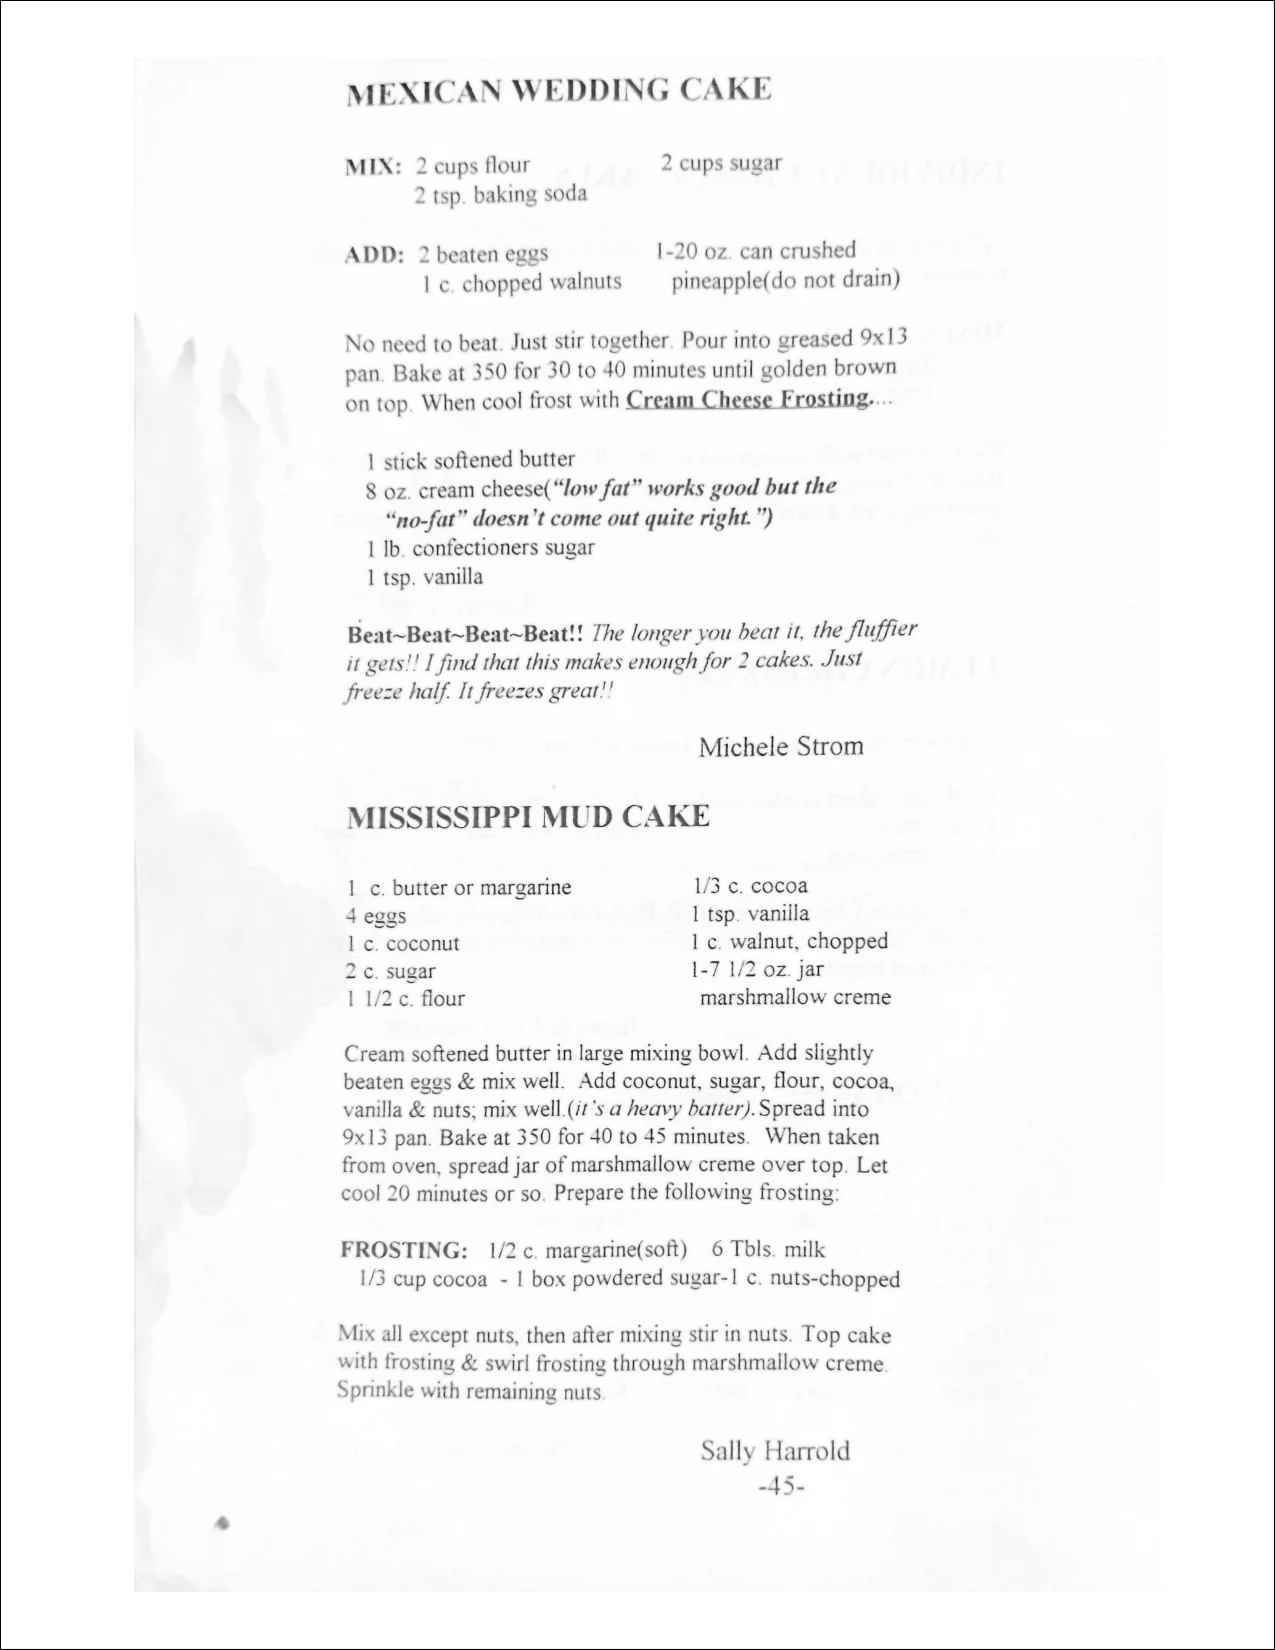 MEXICAN WEDDING CAKE
MIX: 2 cups flour 2 cups sugar
2 tsp. baking soda
ADD: 2 beaten eggs 1-20 oz. can crushed
1 c. chopped walnuts pineapple(do not drain)
No need to beat. Just stir together. Pour into greased 9x13
pan. Bake at 350 for 30 to 40 minutes until golden brown
on top. When cool frost with Cream Cheese Frosting....
1 stick softened butter
8 oz. cream cheese("low fat" works good but the
"no-fat" doesn't come out quite right.")
1 lb. confectioners sugar
1 tsp. vanilla
Beat~Beat~Beat~Beat!! The longer you beat it, the fluffier
it gets!! I find that this makes enough for 2 cakes. Just
freeze half. It freezes great!!
Michele Strom
MISSISSIPPI MUD CAKE
1 c. butter or margarine 1/3 c. cocoa
4 eggs 1 tsp. vanilla
1 c. coconut 1 c. walnut, chopped
2 c. sugar 1-7 1/2 oz. jar
1 1/2 c. flour marshmallow creme
Cream softened butter in large mixing bowl. Add slightly
beaten eggs & mix well. Add coconut, sugar, flour, cocoa,
vanilla & nuts; mix well.(it's a heavy batter). Spread into
9x13 pan. Bake at 350 for 40 to 45 minutes. When taken
from oven, spread jar of marshmallow creme over top. Let
cool 20 minutes or so. Prepare the following frosting:
FROSTING: 1/2 c. margarine(soft) 6 Tbls. milk
1/3 cup cocoa - 1 box powdered sugar-1 c. nuts-chopped
Mix all except nuts, then after mixing stir in nuts. Top cake
with frosting & swirl frosting through marshmallow creme.
Sprinkle with remaining nuts.
Sally Harrold
-45-